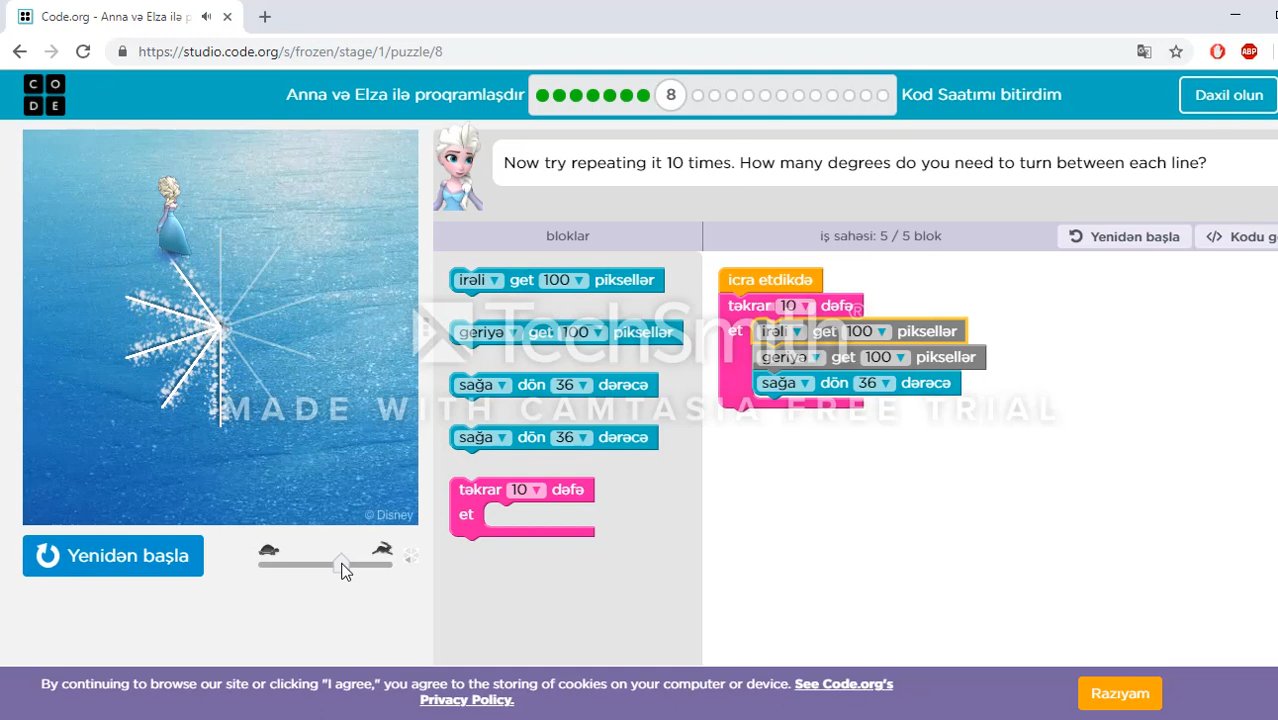 Code.org - Anna və Elza ilə p
https://studio.code.org/s/frozen/stage/1/puzzle/8
ABP
C O
D E
Anna və Elza ilə proqramlaşdır
8
Kod Saatımı bitirdim
Daxil olun
Now try repeating it 10 times. How many degrees do you need to turn between each line?
bloklar
iş sahəsi: 5 / 5 blok
Yenidən başla
</> Kodu g
irəli get 100 piksellər
geriyə get 100 piksellər
sağa dön 36 dərəcə
sağa dön 36 dərəcə
təkrar 10 dəfə
et
icra etdikdə
təkrar 10 dəfə
et irəli get 100 piksellər
geriyə get 100 piksellər
sağa dön 36 dərəcə
TechSmith®
MADE WITH CAMTASIA FREE TRIAL
© Disney
Yenidən başla
By continuing to browse our site or clicking "I agree," you agree to the storing of cookies on your computer or device. See Code.org's
Privacy Policy.
Razıyam